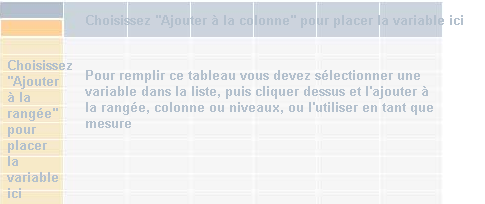 Choisissez "Ajouter à la colonne" pour placer la variable ici
Choisissez
"Ajouter
à la
rangée"
pour
placer
la
variable
ici
Pour remplir ce tableau vous devez sélectionner une
variable dans la liste, puis cliquer dessus et l'ajouter à
la rangée, colonne ou niveaux, ou l'utiliser en tant que
mesure